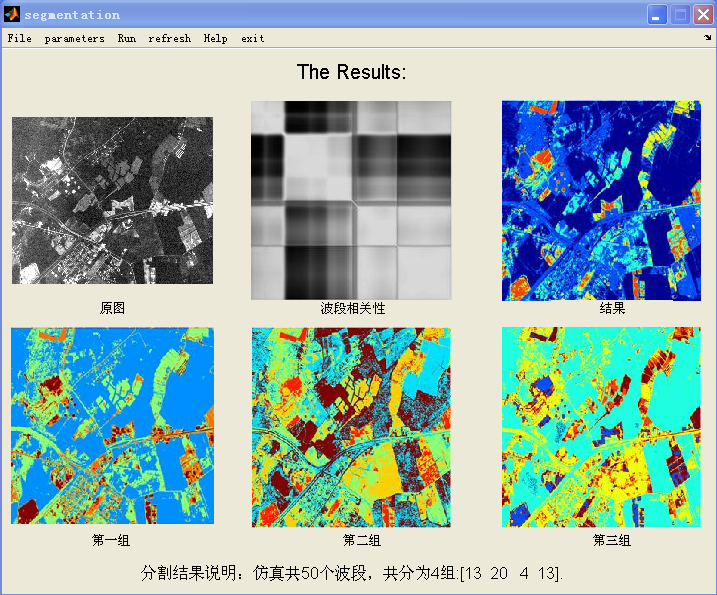 segmentation
File parameters Run refresh Help exit
The Results:
原图
波段相关性
结果
第一组
第二组
第三组
分割结果说明：仿真共50个波段，共分为4组:[13 20 4 13].